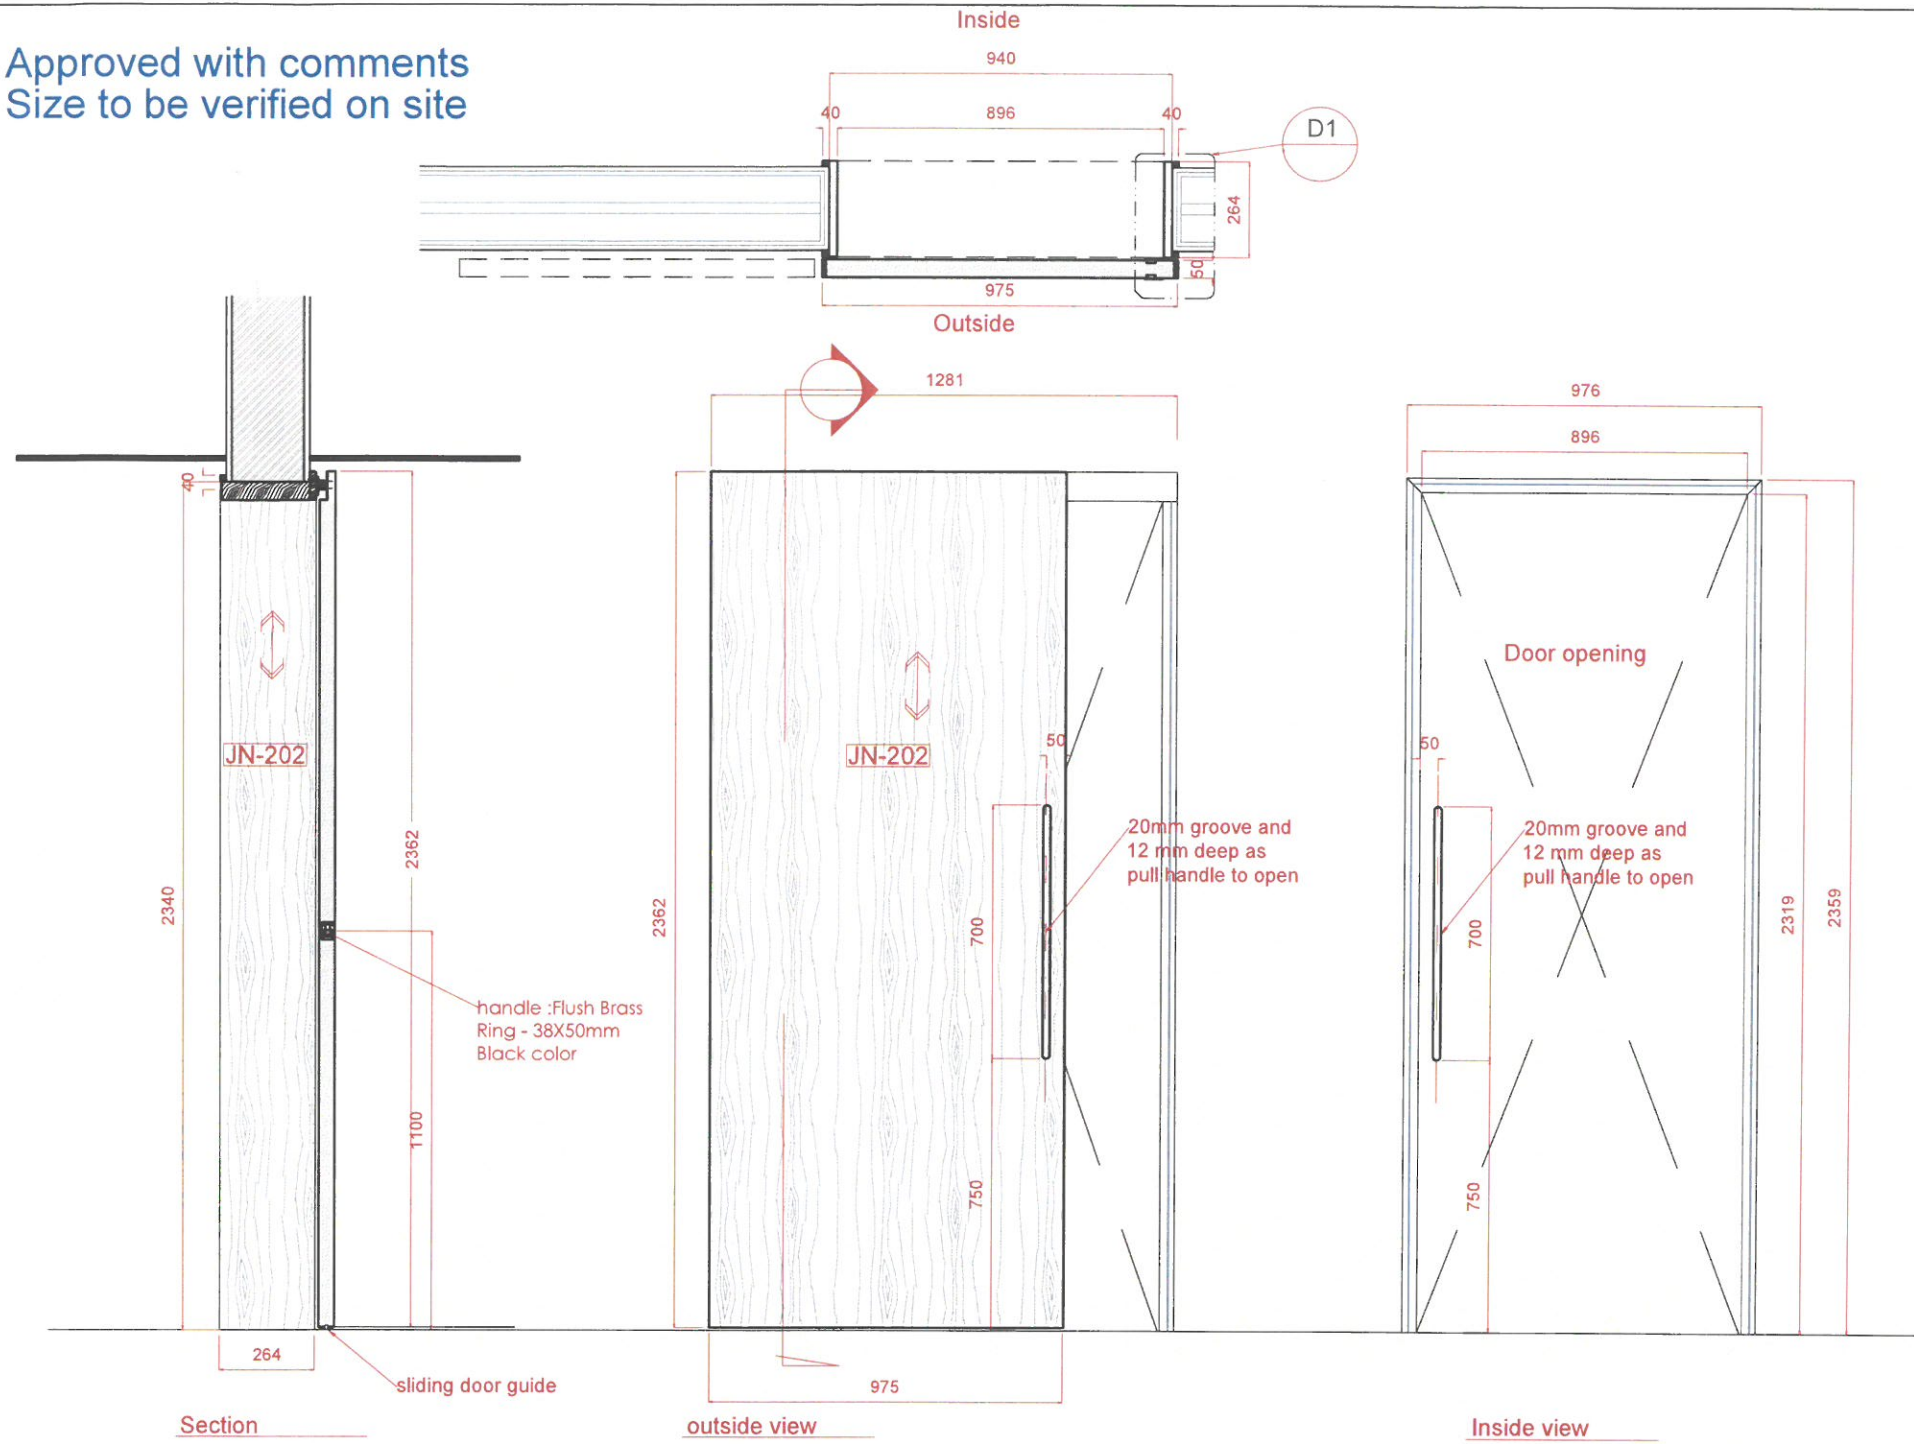 Approved with comments
Size to be verified on site
Inside
940
40
896
40
D1
264
50
975
Outside
1281
976
896
40
Door opening
JN-202
JN-202
50
50
20mm groove and
12 mm deep as
pull handle to open
20mm groove and
12 mm deep as
pull handle to open
2362
2340
2362
700
700
2319
2359
handle :Flush Brass
Ring - 38X50mm
Black color
1100
750
750
264
sliding door guide
975
Section
outside view
Inside view